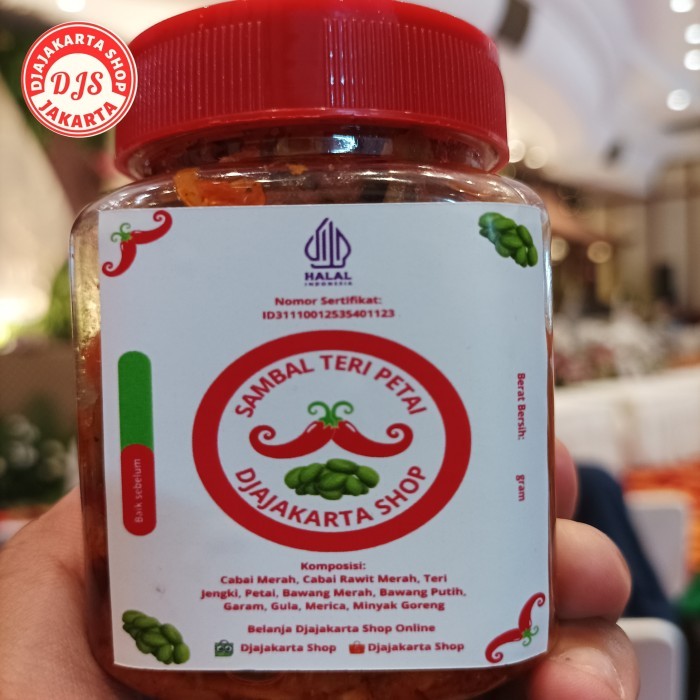 DJAJAKARTA SHOP
DJS
JAKARTA
HALAL
INDONESIA
Nomor Sertifikat:
ID31110012535401123
SAMBAL TERI PETAI
DJAJAKARTA SHOP
Baik sebelum
Berat Bersih: gram
Komposisi:
Cabai Merah, Cabai Rawit Merah, Teri
Jengki, Petai, Bawang Merah, Bawang Putih,
Garam, Gula, Merica, Minyak Goreng
Belanja Djajakarta Shop Online
Djajakarta Shop Djajakarta Shop